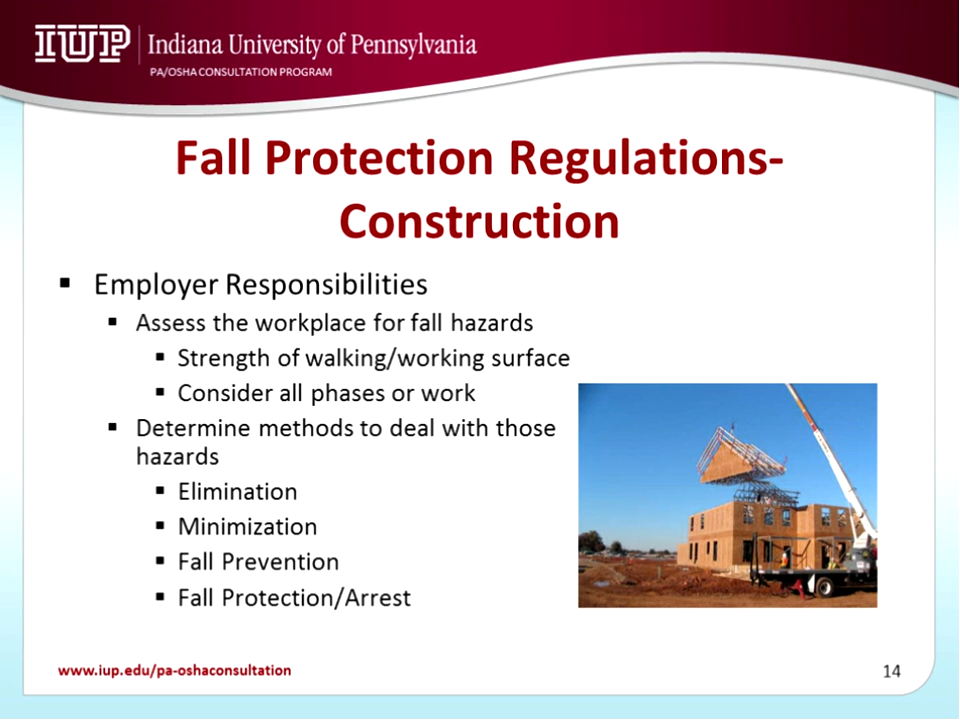 IUP
Indiana University of Pennsylvania
PA/OSHA CONSULTATION PROGRAM
Fall Protection Regulations-
Construction
▪ Employer Responsibilities
▪ Assess the workplace for fall hazards
▪ Strength of walking/working surface
▪ Consider all phases or work
▪ Determine methods to deal with those
hazards
▪ Elimination
▪ Minimization
▪ Fall Prevention
▪ Fall Protection/Arrest
www.iup.edu/pa-oshaconsultation
14